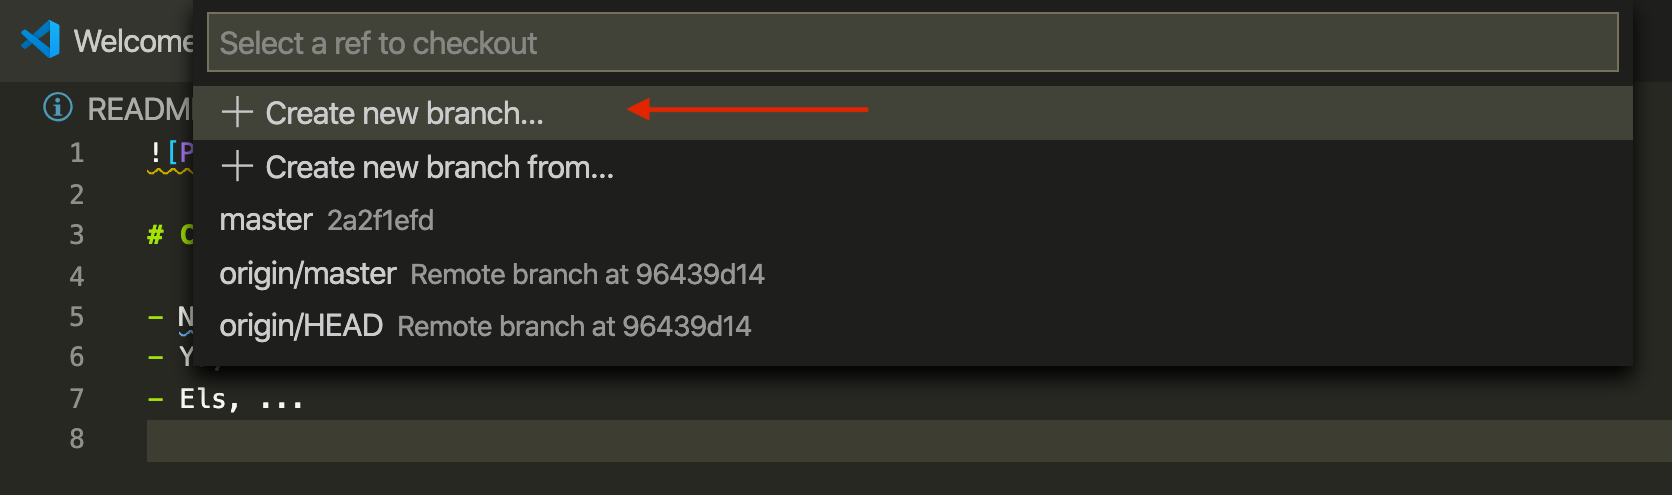 Welcome
Select a ref to checkout
+ Create new branch...
README
+ Create new branch from...
master 2a2f1efd
origin/master Remote branch at 96439d14
origin/HEAD Remote branch at 96439d14
1 ![P
2
3 # C
4
5 - N
6 - Y
7 - Els, ...
8